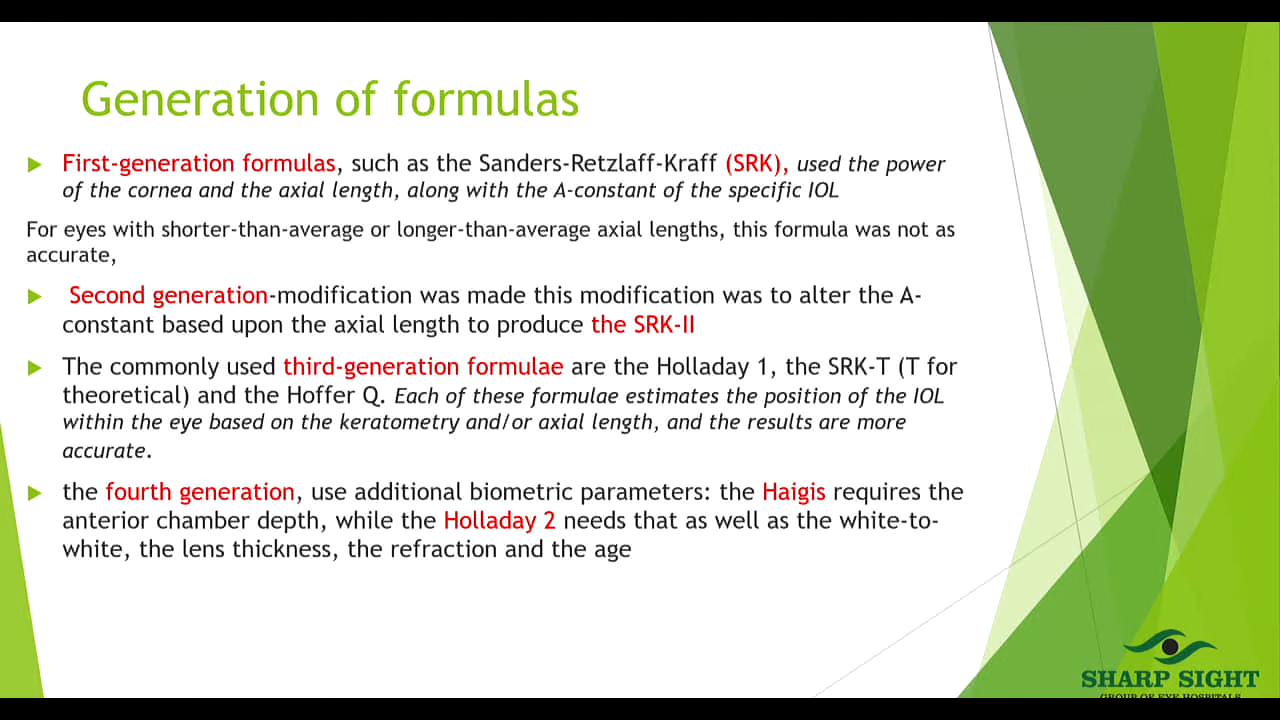 Generation of formulas
First-generation formulas, such as the Sanders-Retzlaff-Kraff (SRK), used the power
of the cornea and the axial length, along with the A-constant of the specific IOL
For eyes with shorter-than-average or longer-than-average axial lengths, this formula was not as
accurate,
Second generation-modification was made this modification was to alter the A-
constant based upon the axial length to produce the SRK-II
The commonly used third-generation formulae are the Holladay 1, the SRK-T (T for
theoretical) and the Hoffer Q. Each of these formulae estimates the position of the IOL
within the eye based on the keratometry and/or axial length, and the results are more
accurate.
the fourth generation, use additional biometric parameters: the Haigis requires the
anterior chamber depth, while the Holladay 2 needs that as well as the white-to-
white, the lens thickness, the refraction and the age
SHARP SIGHT
GROUP OF EYE HOSPITALS